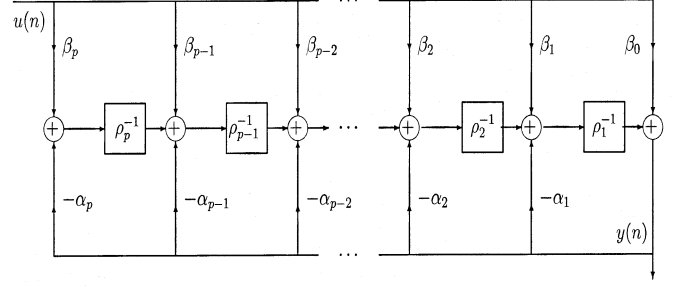 · · ·
u(n)
β_p β_{p−1} β_{p−2} β_2 β_1 β_0
+ ρ_p^{−1} + ρ_{p−1}^{−1} + · · · + ρ_2^{−1} + ρ_1^{−1} +
−α_p −α_{p−1} −α_{p−2} −α_2 −α_1
y(n)
· · ·